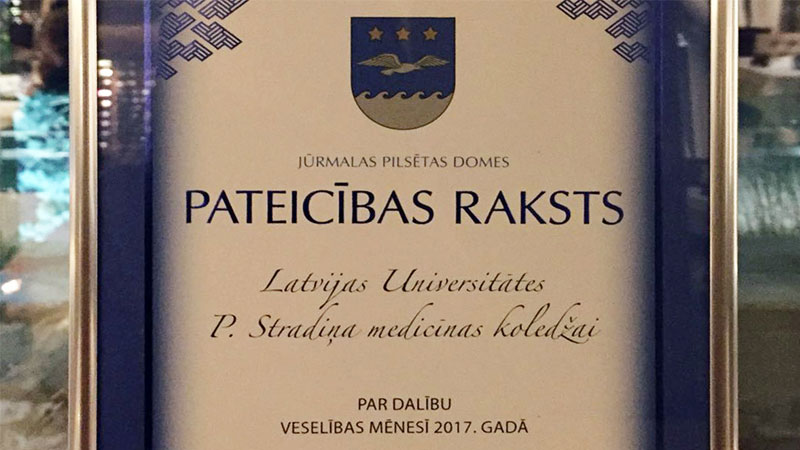 JŪRMALAS PILSĒTAS DOMES
PATEICĪBAS RAKSTS
Latvijas Universitātes
P. Stradiņa medicīnas koledžai
PAR DALĪBU
VESELĪBAS MĒNESĪ 2017. GADĀ